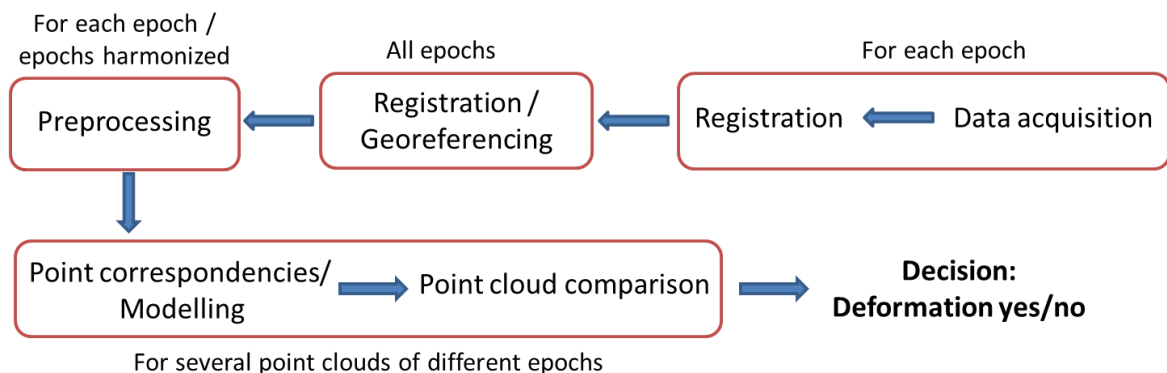 For each epoch /
epochs harmonized
All epochs
For each epoch
Preprocessing
Registration /
Georeferencing
Registration
Data acquisition
Point correspondencies/
Modelling
Point cloud comparison
Decision:
Deformation yes/no
For several point clouds of different epochs